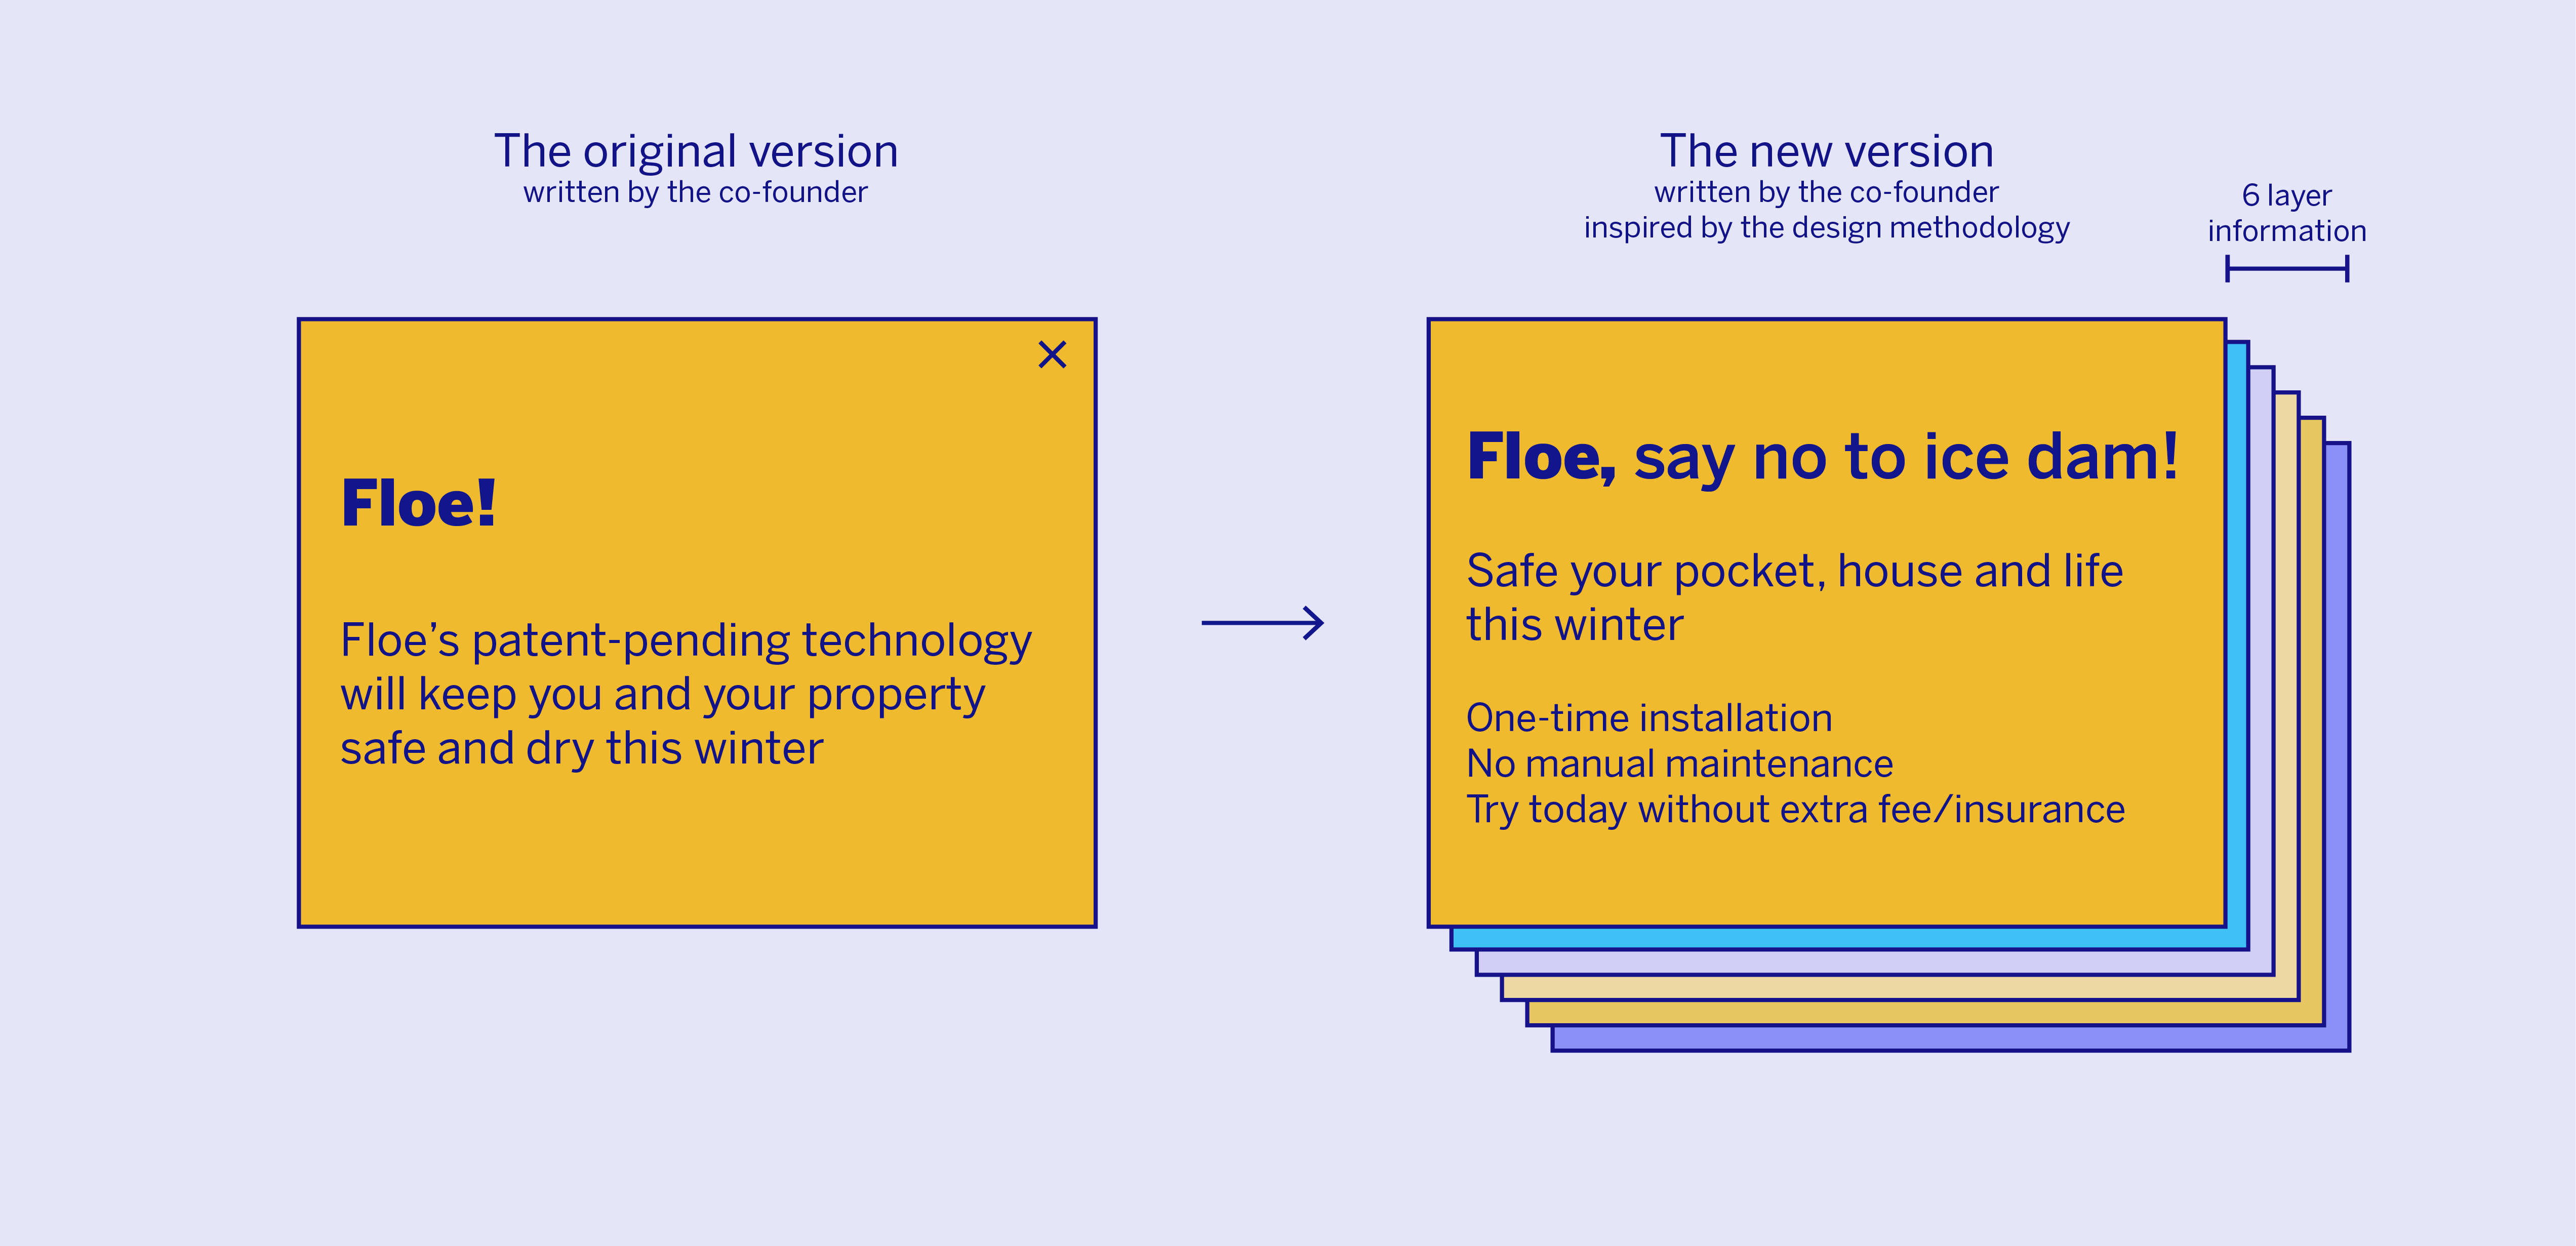 The original version
written by the co-founder
Floe!
Floe’s patent-pending technology
will keep you and your property
safe and dry this winter
The new version
written by the co-founder
inspired by the design methodology
6 layer
information
Floe, say no to ice dam!
Safe your pocket, house and life
this winter
One-time installation
No manual maintenance
Try today without extra fee/insurance